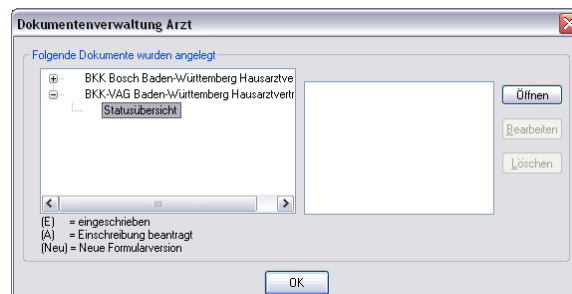 Dokumentenverwaltung Arzt
Folgende Dokumente wurden angelegt
BKK Bosch Baden-Württemberg Hausarztve
BKK-VAG Baden-Württemberg Hausarztvertr
Statusübersicht
Öffnen
Bearbeiten
Löschen
(E) = eingeschrieben
(A) = Einschreibung beantragt
(Neu) = Neue Formularversion
OK